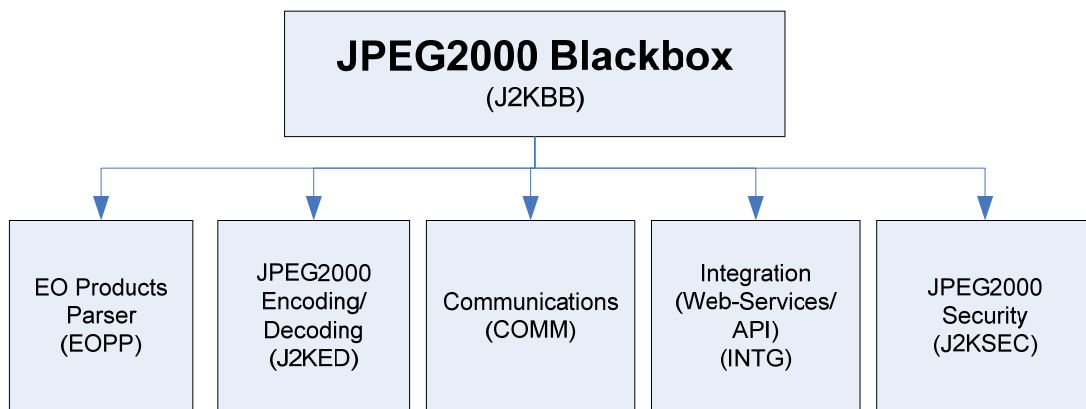 JPEG2000 Blackbox
(J2KBB)
EO Products
Parser
(EOPP)
JPEG2000
Encoding/
Decoding
(J2KED)
Communications
(COMM)
Integration
(Web-Services/
API)
(INTG)
JPEG2000
Security
(J2KSEC)